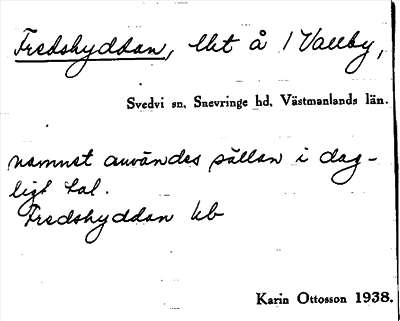 Fredshyddan, lht å 1 Vallby,
Svedvi sn, Snevringe hd, Västmanlands län.
namnet användes sällan i dag-
ligt tal.
Fredshyddan kb
Karin Ottosson 1938.